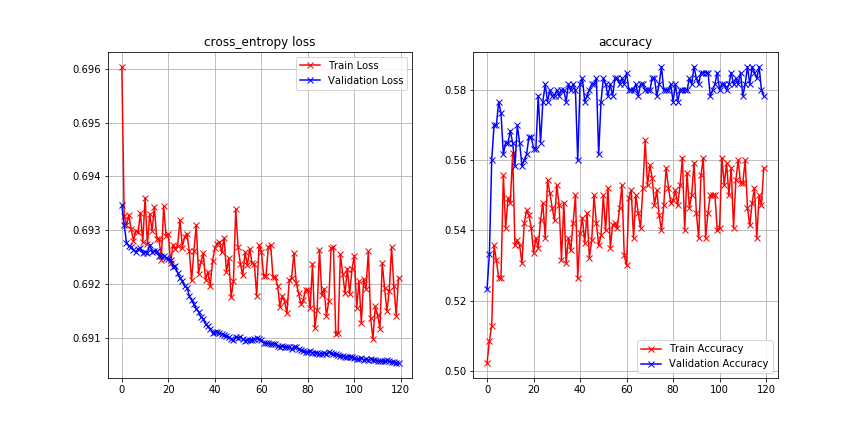 cross_entropy loss
0.696
0.695
0.694
0.693
0.692
0.691
0 20 40 60 80 100 120
Train Loss
Validation Loss
accuracy
0.58
0.56
0.54
0.52
0.50
0 20 40 60 80 100 120
Train Accuracy
Validation Accuracy